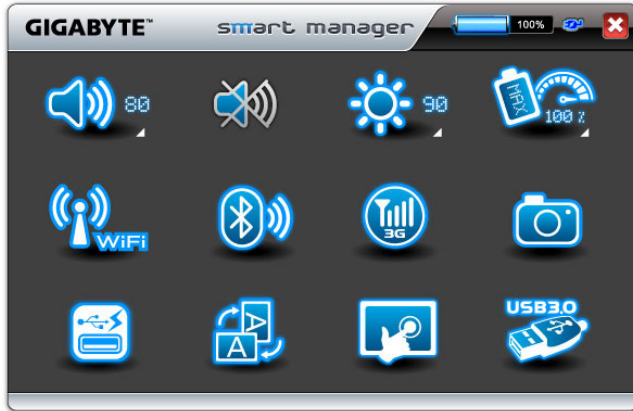 GIGABYTE™
smart manager
100%
80
90
MAX
100 %
WiFi
3G
A
A
USB3.0